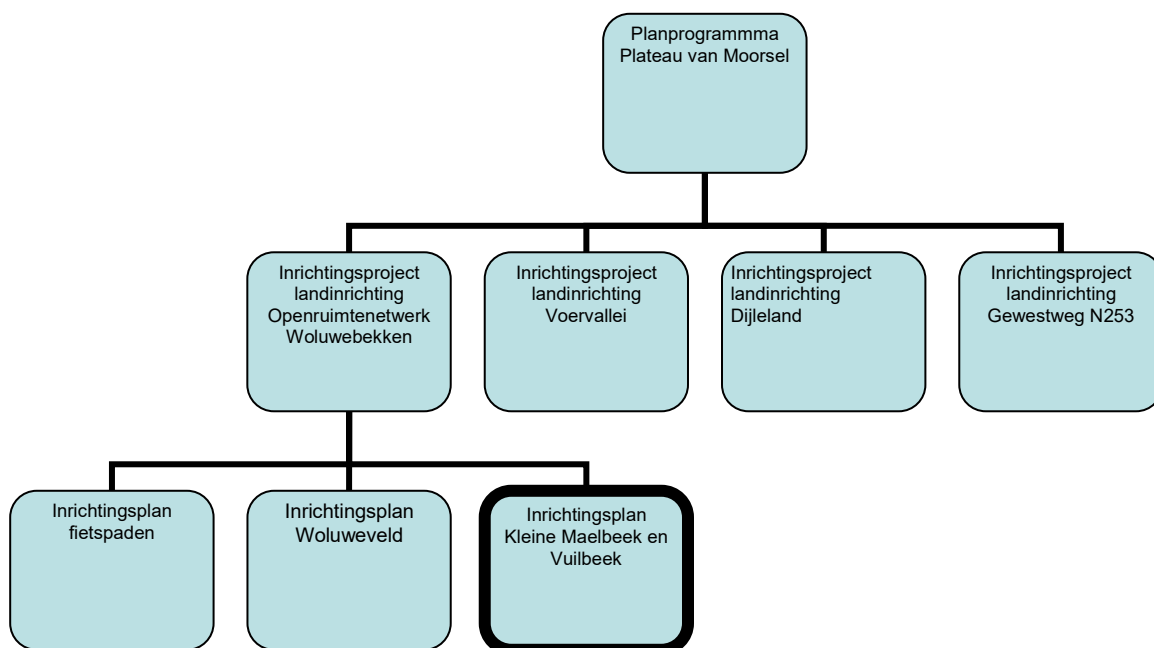 Planprogrammma
Plateau van Moorsel
Inrichtingsproject
landinrichting
Openruimtenetwerk
Woluwebekken
Inrichtingsproject
landinrichting
Voervallei
Inrichtingsproject
landinrichting
Dijleland
Inrichtingsproject
landinrichting
Gewestweg N253
Inrichtingsplan
fietspaden
Inrichtingsplan
Woluweveld
Inrichtingsplan
Kleine Maelbeek en
Vuilbeek